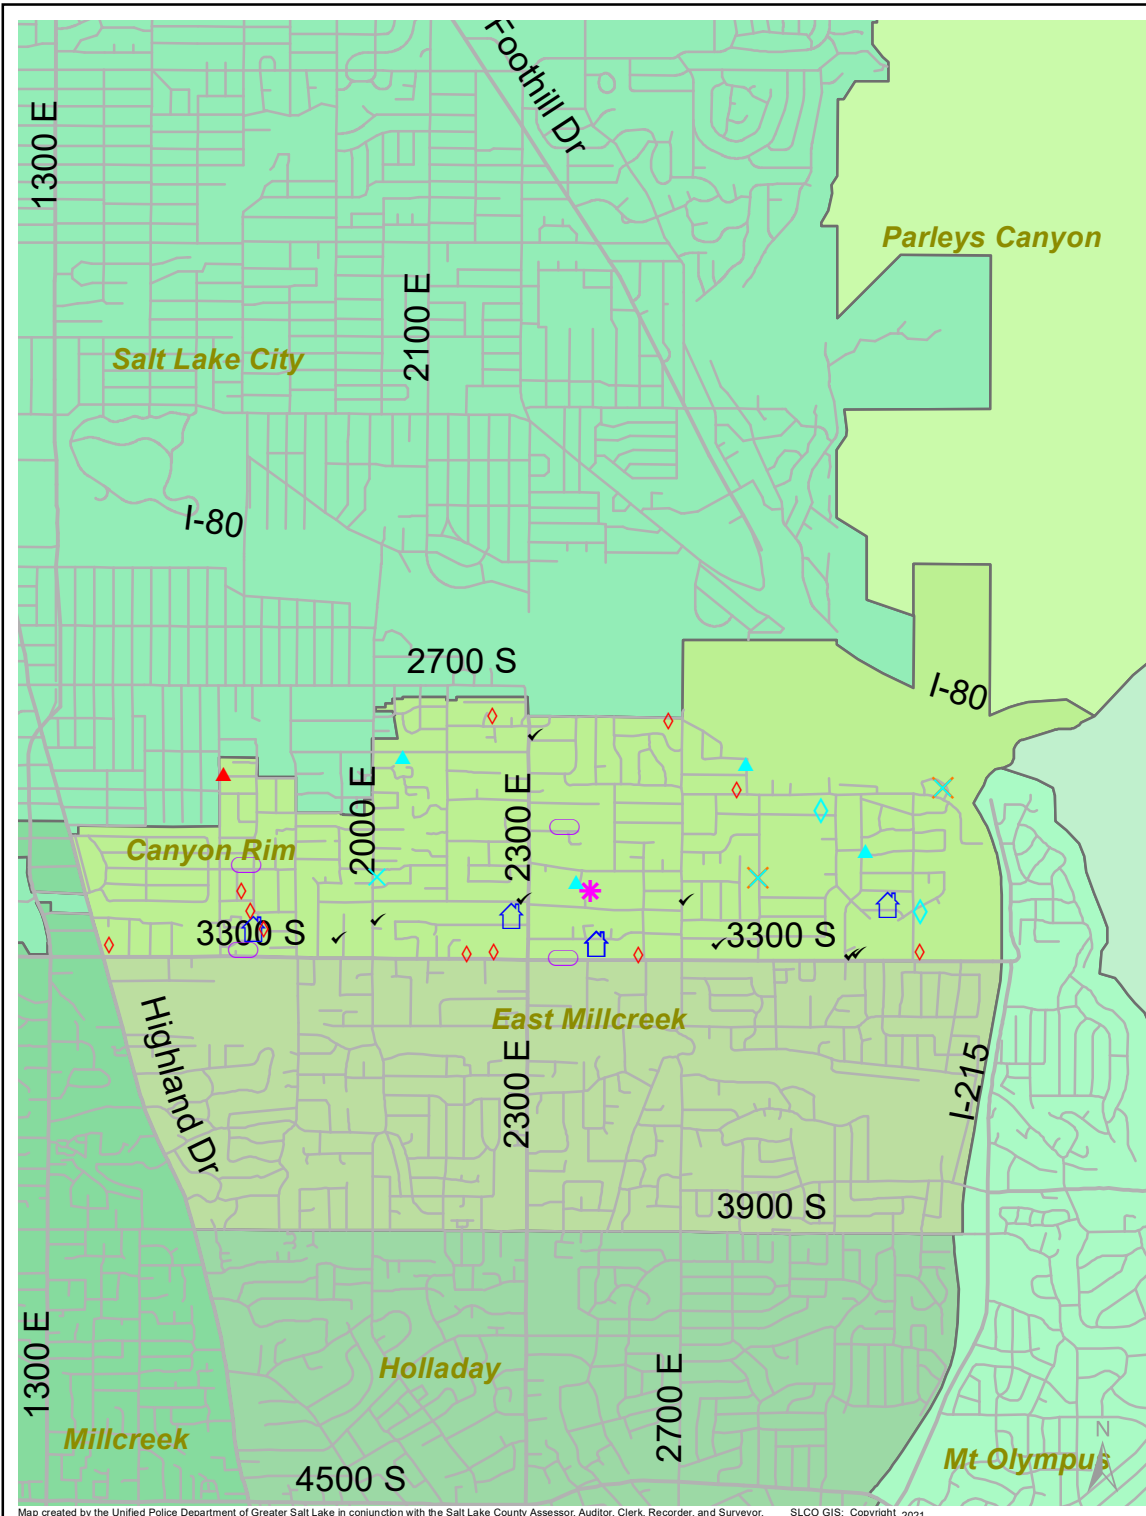 Foothill Dr
1300 E
Parleys Canyon
2100 E
Salt Lake City
I-80
2700 S
I-80
2000 E
2300 E
Canyon Rim
3300 S
3300 S
East Millcreek
Highland Dr
2300 E
I-215
3900 S
1300 E
Holladay
2700 E
Millcreek
N
Mt Olympus
4500 S
Map created by the Unified Police Department of Greater Salt Lake in conjunction with the Salt Lake County Assessor, Auditor, Clerk, Recorder, and Surveyor. SLCO GIS: Copyright 2021